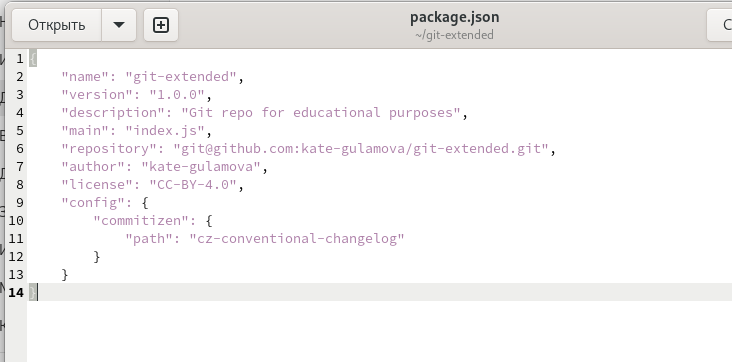 Открыть
package.json
~/git-extended
С
1 {
2 "name": "git-extended",
3 "version": "1.0.0",
4 "description": "Git repo for educational purposes",
5 "main": "index.js",
6 "repository": "git@github.com:kate-gulamova/git-extended.git",
7 "author": "kate-gulamova",
8 "license": "CC-BY-4.0",
9 "config": {
10 "commitizen": {
11 "path": "cz-conventional-changelog"
12 }
13 }
14 }